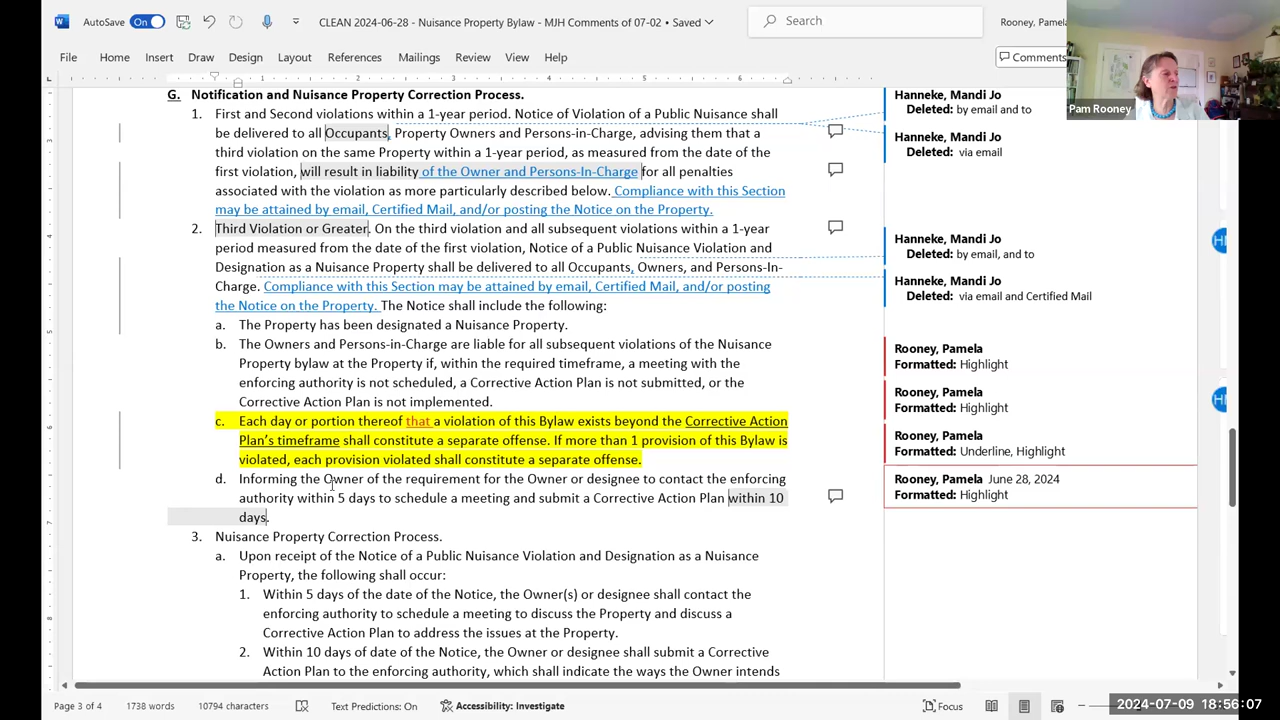 AutoSave On CLEAN 2024-06-28 - Nuisance Property Bylaw - MJH Comments of 07-02 • Saved Search Rooney, Pamela
File Home Insert Draw Design Layout References Mailings Review View Help Comments
Pam Rooney
G. Notification and Nuisance Property Correction Process.
1. First and Second violations within a 1-year period. Notice of Violation of a Public Nuisance shall
be delivered to all Occupants, Property Owners and Persons-in-Charge, advising them that a
third violation on the same Property within a 1-year period, as measured from the date of the
first violation, will result in liability of the Owner and Persons-In-Charge for all penalties
associated with the violation as more particularly described below. Compliance with this Section
may be attained by email, Certified Mail, and/or posting the Notice on the Property.
2. Third Violation or Greater. On the third violation and all subsequent violations within a 1-year
period measured from the date of the first violation, Notice of a Public Nuisance Violation and
Designation as a Nuisance Property shall be delivered to all Occupants, Owners, and Persons-In-
Charge. Compliance with this Section may be attained by email, Certified Mail, and/or posting
the Notice on the Property. The Notice shall include the following:
a. The Property has been designated a Nuisance Property.
b. The Owners and Persons-in-Charge are liable for all subsequent violations of the Nuisance
Property bylaw at the Property if, within the required timeframe, a meeting with the
enforcing authority is not scheduled, a Corrective Action Plan is not submitted, or the
Corrective Action Plan is not implemented.
c. Each day or portion thereof that a violation of this Bylaw exists beyond the Corrective Action
Plan's timeframe shall constitute a separate offense. If more than 1 provision of this Bylaw is
violated, each provision violated shall constitute a separate offense.
d. Informing the Owner of the requirement for the Owner or designee to contact the enforcing
authority within 5 days to schedule a meeting and submit a Corrective Action Plan within 10
days.
3. Nuisance Property Correction Process.
a. Upon receipt of the Notice of a Public Nuisance Violation and Designation as a Nuisance
Property, the following shall occur:
1. Within 5 days of the date of the Notice, the Owner(s) or designee shall contact the
enforcing authority to schedule a meeting to discuss the Property and discuss a
Corrective Action Plan to address the issues at the Property.
2. Within 10 days of date of the Notice, the Owner or designee shall submit a Corrective
Action Plan to the enforcing authority, which shall indicate the ways the Owner intends
Hanneke, Mandi Jo
Deleted: by email and to
Hanneke, Mandi Jo
Deleted: via email
Hanneke, Mandi Jo
Deleted: by email, and to
Hanneke, Mandi Jo
Deleted: via email and Certified Mail
Rooney, Pamela
Formatted: Highlight
Rooney, Pamela
Formatted: Highlight
Rooney, Pamela
Formatted: Underline, Highlight
Rooney, Pamela June 28, 2024
Formatted: Highlight
Page 3 of 4 1738 words 10794 characters Text Predictions: On Accessibility: Investigate Focus
2024-07-09 18:56:07